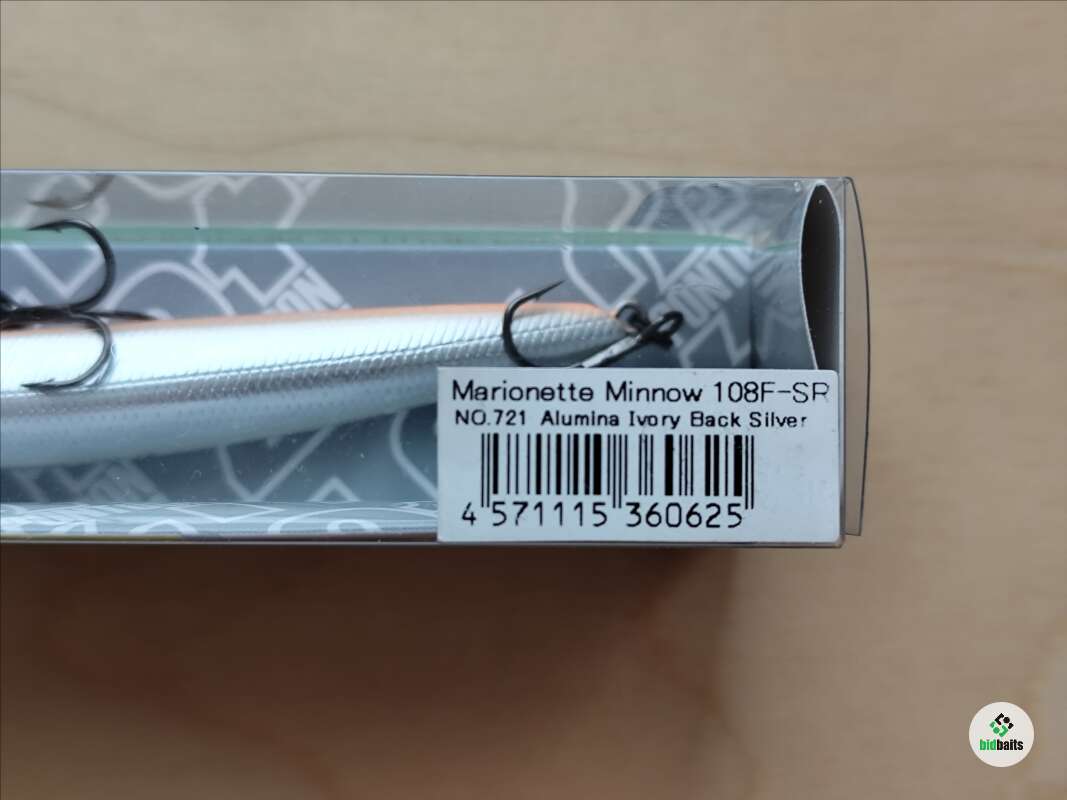 Marionette Minnow 108F-SR
NO.721 Alumina Ivory Back Silver
4 571115 360625
bidbaits